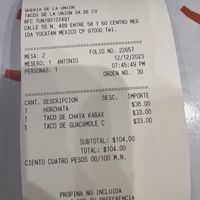 QUERIA DE LA UNION
TACOS DE LA UNION SA DE CV
RFC TUN1901224Q1
CALLE 55 N. 488 ENTRE 58 Y 60 CENTRO MER
IDA YUCATAN MEXICO CP 97000 Tel.
FOLIO NO. 22657
MESA: 2 12/12/2023
MESERO: 1 ANTONIO 07:45:49 PM
PERSONAS: 1 ORDEN NO. 30
CANT. DESCRIPCION DESC. IMPORTE
1 HORCHATA $38.00
1 TACO DE CHAYA KABAX $33.00
1 TACO DE GUACAMOLE C $33.00
SUBTOTAL: $104.00
TOTAL: $104.00
CIENTO CUATRO PESOS 00/100 M.N.
PROPINA NO INCLUIDA
PREFERENCIA